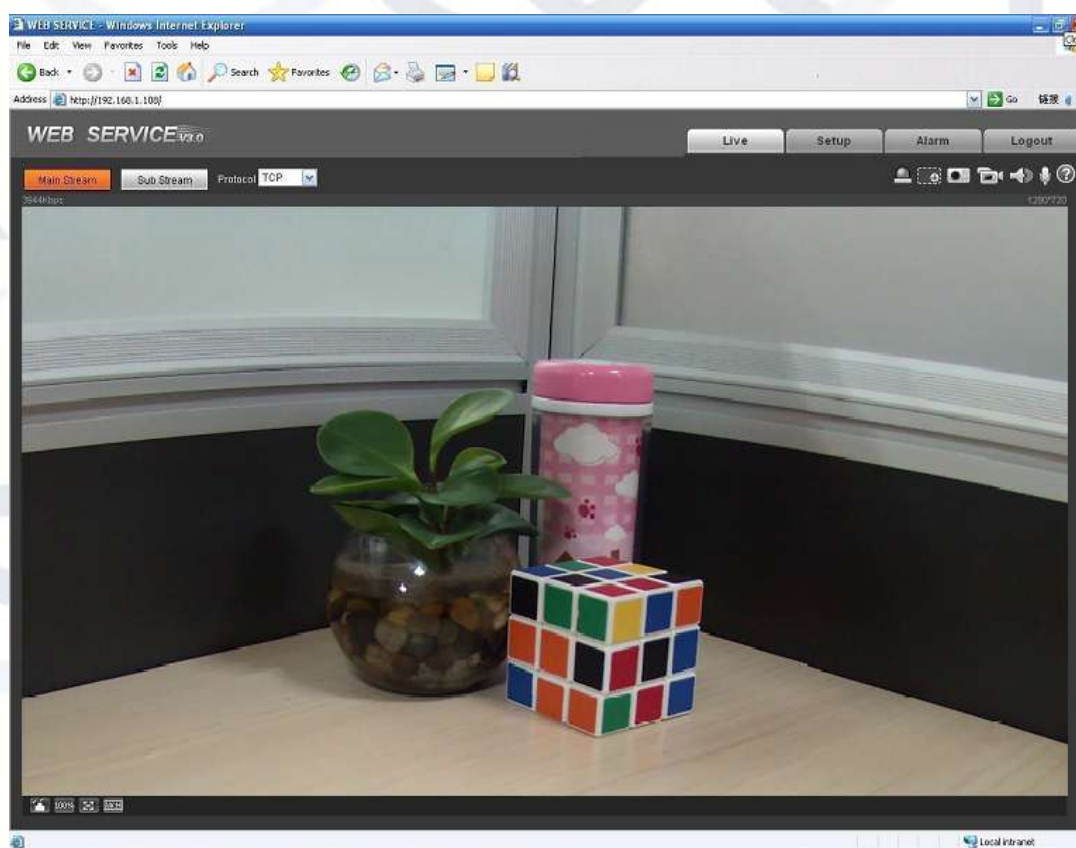 WEB SERVICE - Windows Internet Explorer
File Edit View Favorites Tools Help
Back Search Favorites
Address http://192.168.1.108/ Go 链接
WEB SERVICE V3.0
Live Setup Alarm Logout
Main Stream Sub Stream Protocol TCP
3944Kbps 1280*720
100%
Local intranet